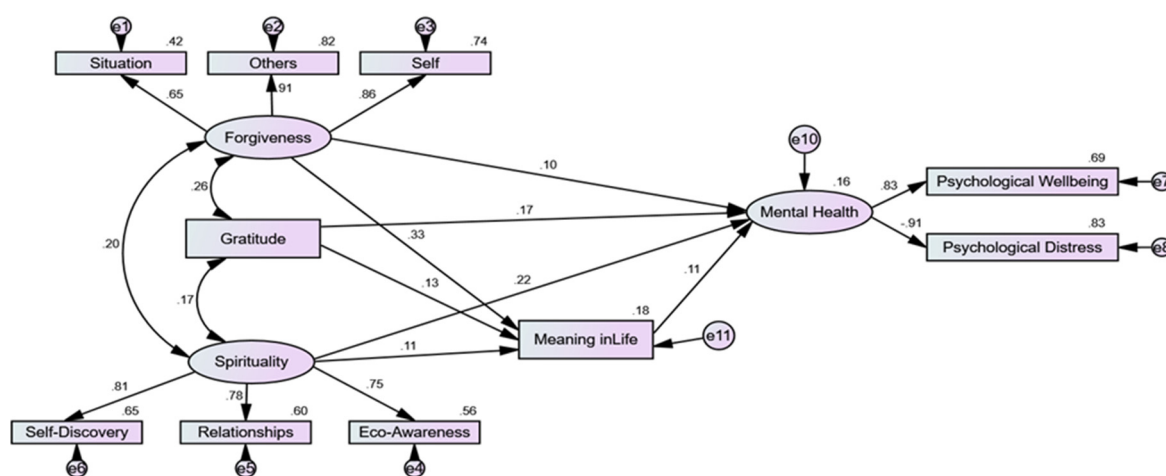 e1
e2
e3
.42
.82
.74
Situation
Others
Self
.65
.91
.86
Forgiveness
e10
.10
.69
.26
.16
.83
Psychological Wellbeing
e7
Mental Health
.17
Gratitude
.33
-.91
.83
.20
Psychological Distress
e8
.22
.11
.13
.17
.18
Meaning inLife
e11
.11
Spirituality
.81
.75
.78
.65
.60
.56
Self-Discovery
Relationships
Eco-Awareness
e6
e5
e4